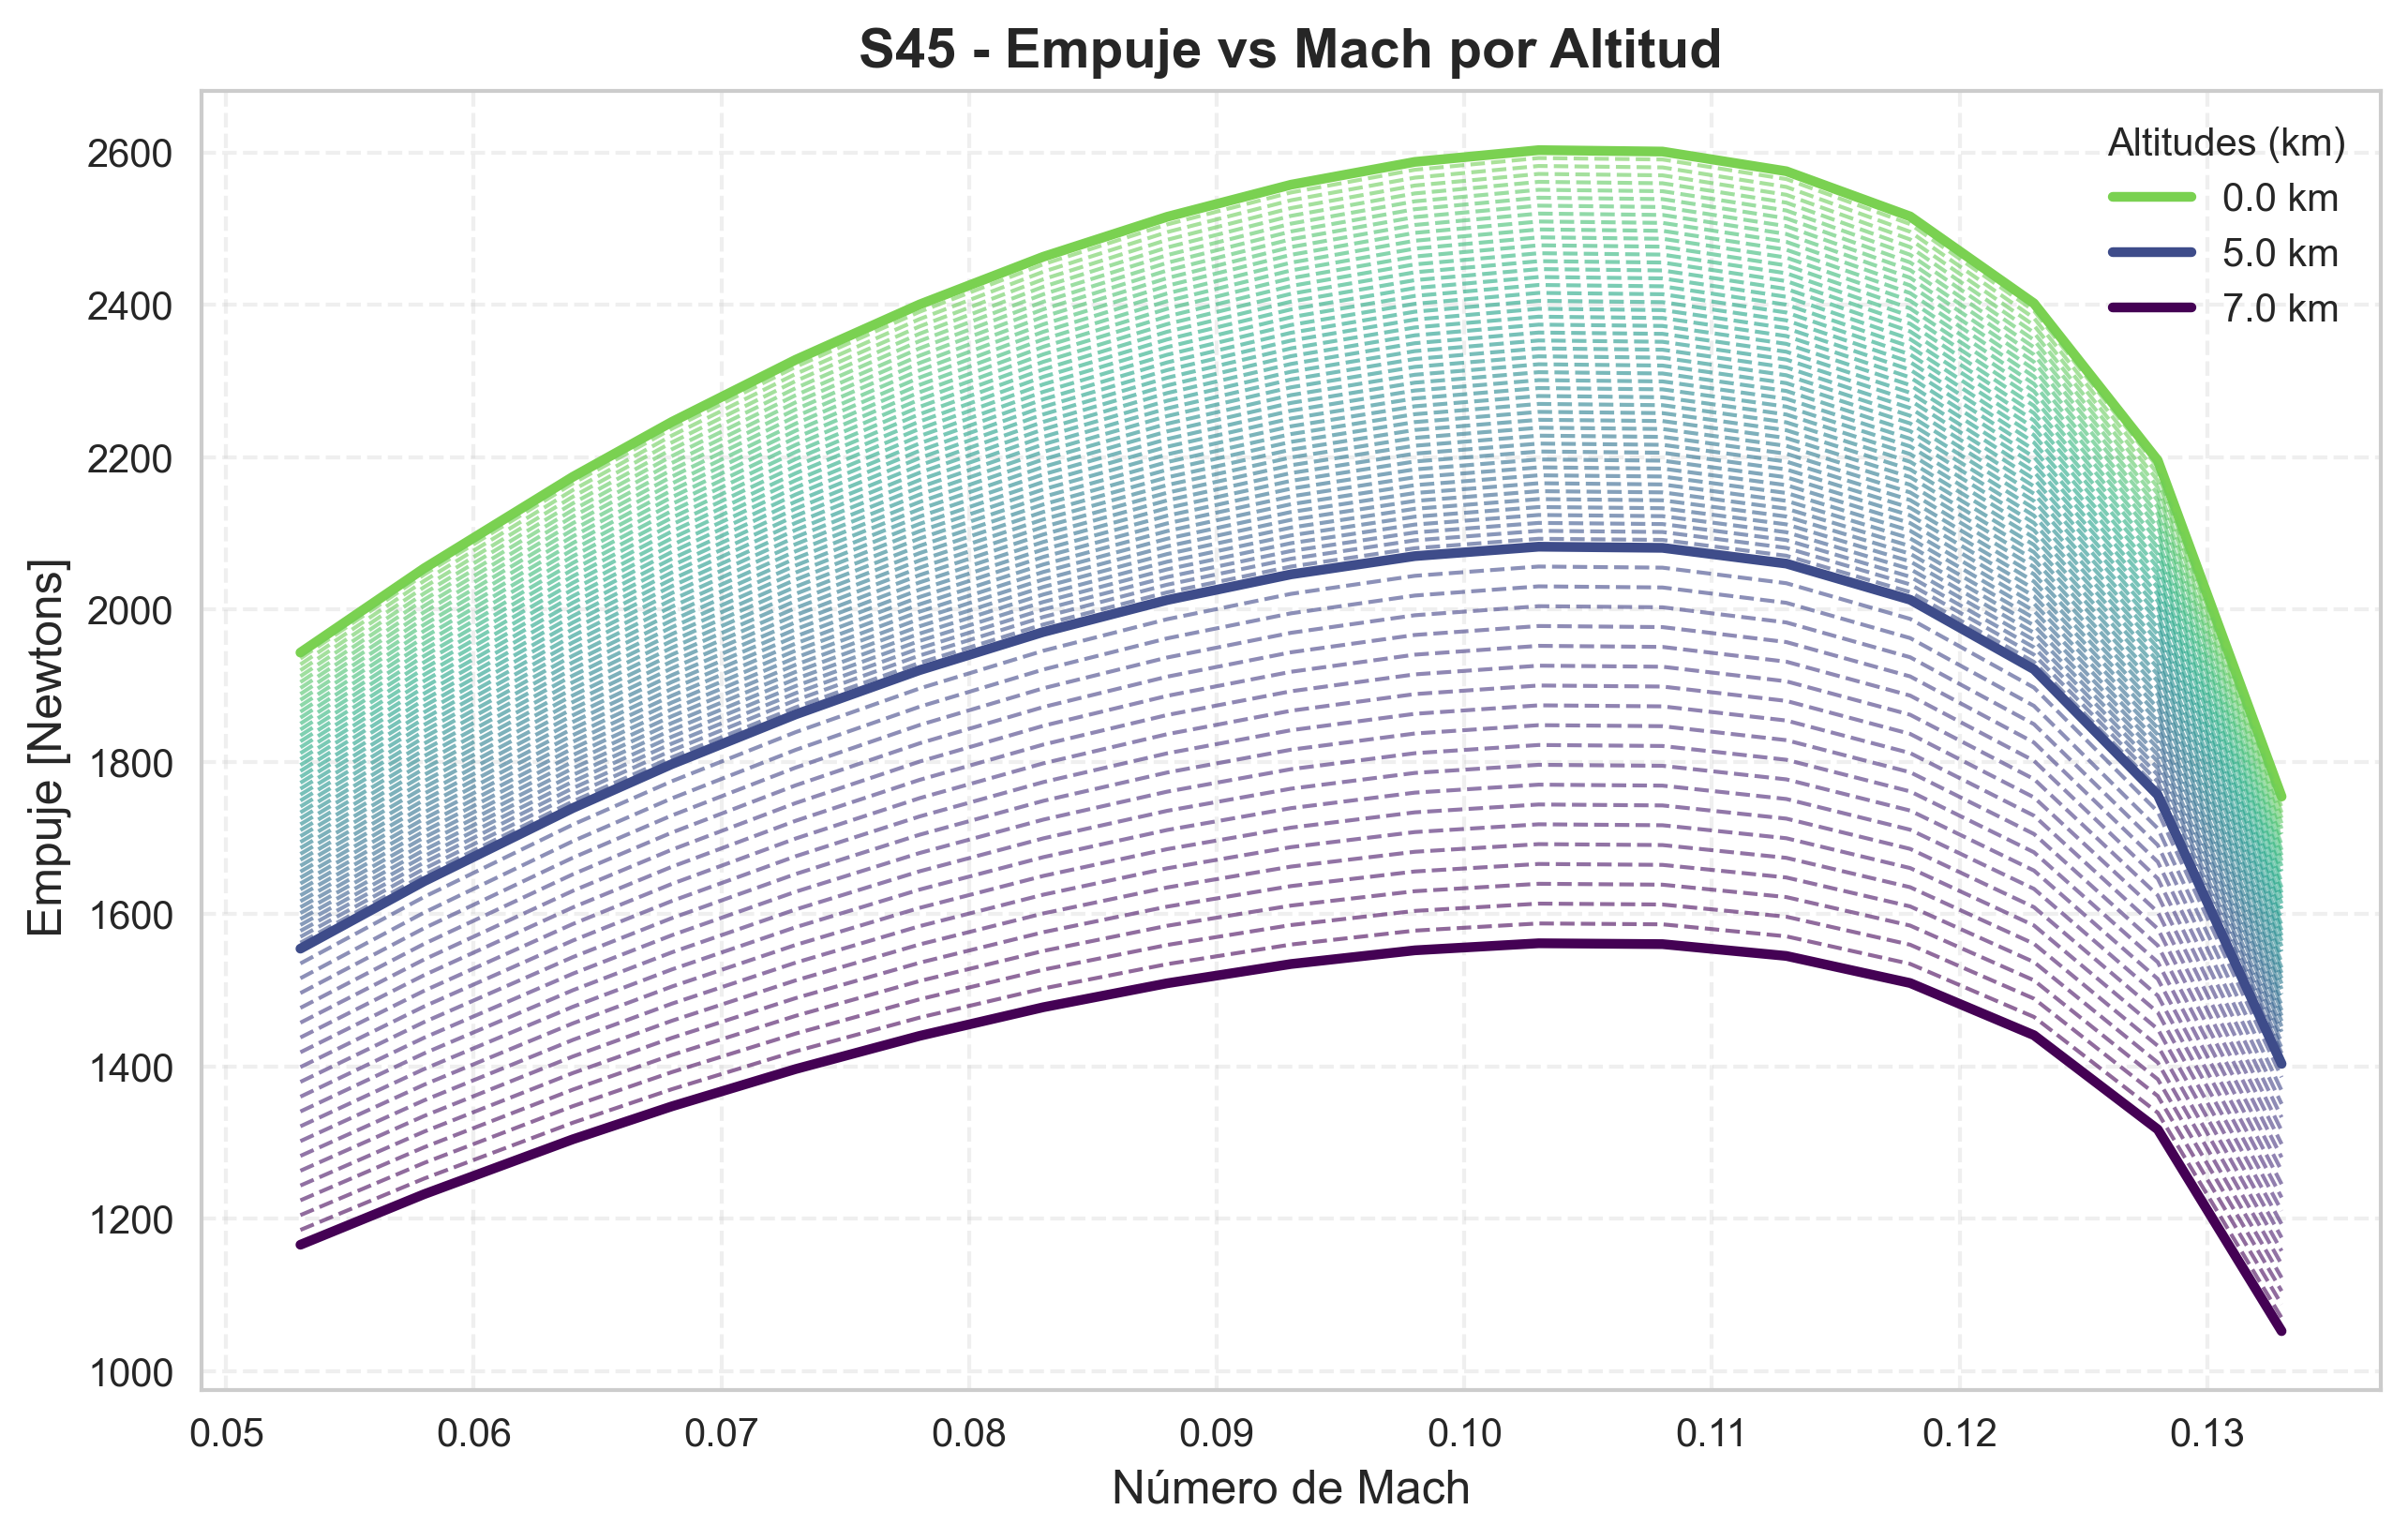 S45 - Empuje vs Mach por Altitud
Altitudes (km)
0.0 km
5.0 km
7.0 km
Empuje [Newtons]
2600
2400
2200
2000
1800
1600
1400
1200
1000
0.05 0.06 0.07 0.08 0.09 0.10 0.11 0.12 0.13
Número de Mach